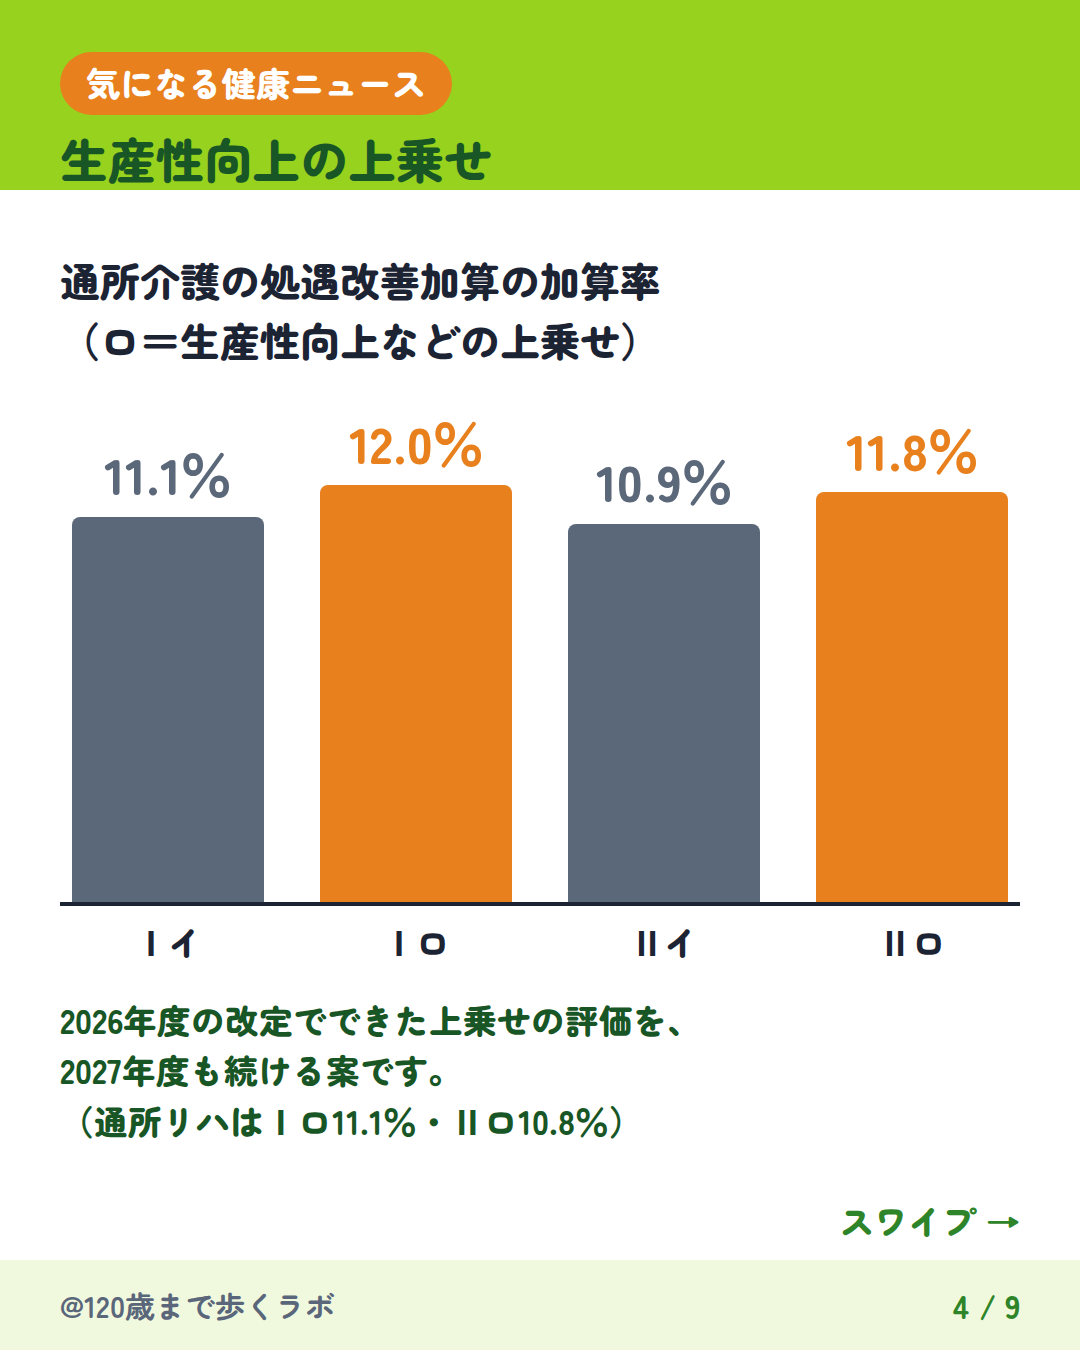 気になる健康ニュース
生産性向上の上乗せ
通所介護の処遇改善加算の加算率
（ロ＝生産性向上などの上乗せ）
11.1％
12.0％
10.9％
11.8％
Ⅰイ
Ⅰロ
Ⅱイ
Ⅱロ
2026年度の改定でできた上乗せの評価を、
2027年度も続ける案です。
（通所リハはⅠロ11.1％・Ⅱロ10.8％）
スワイプ →
@120歳まで歩くラボ
4 / 9